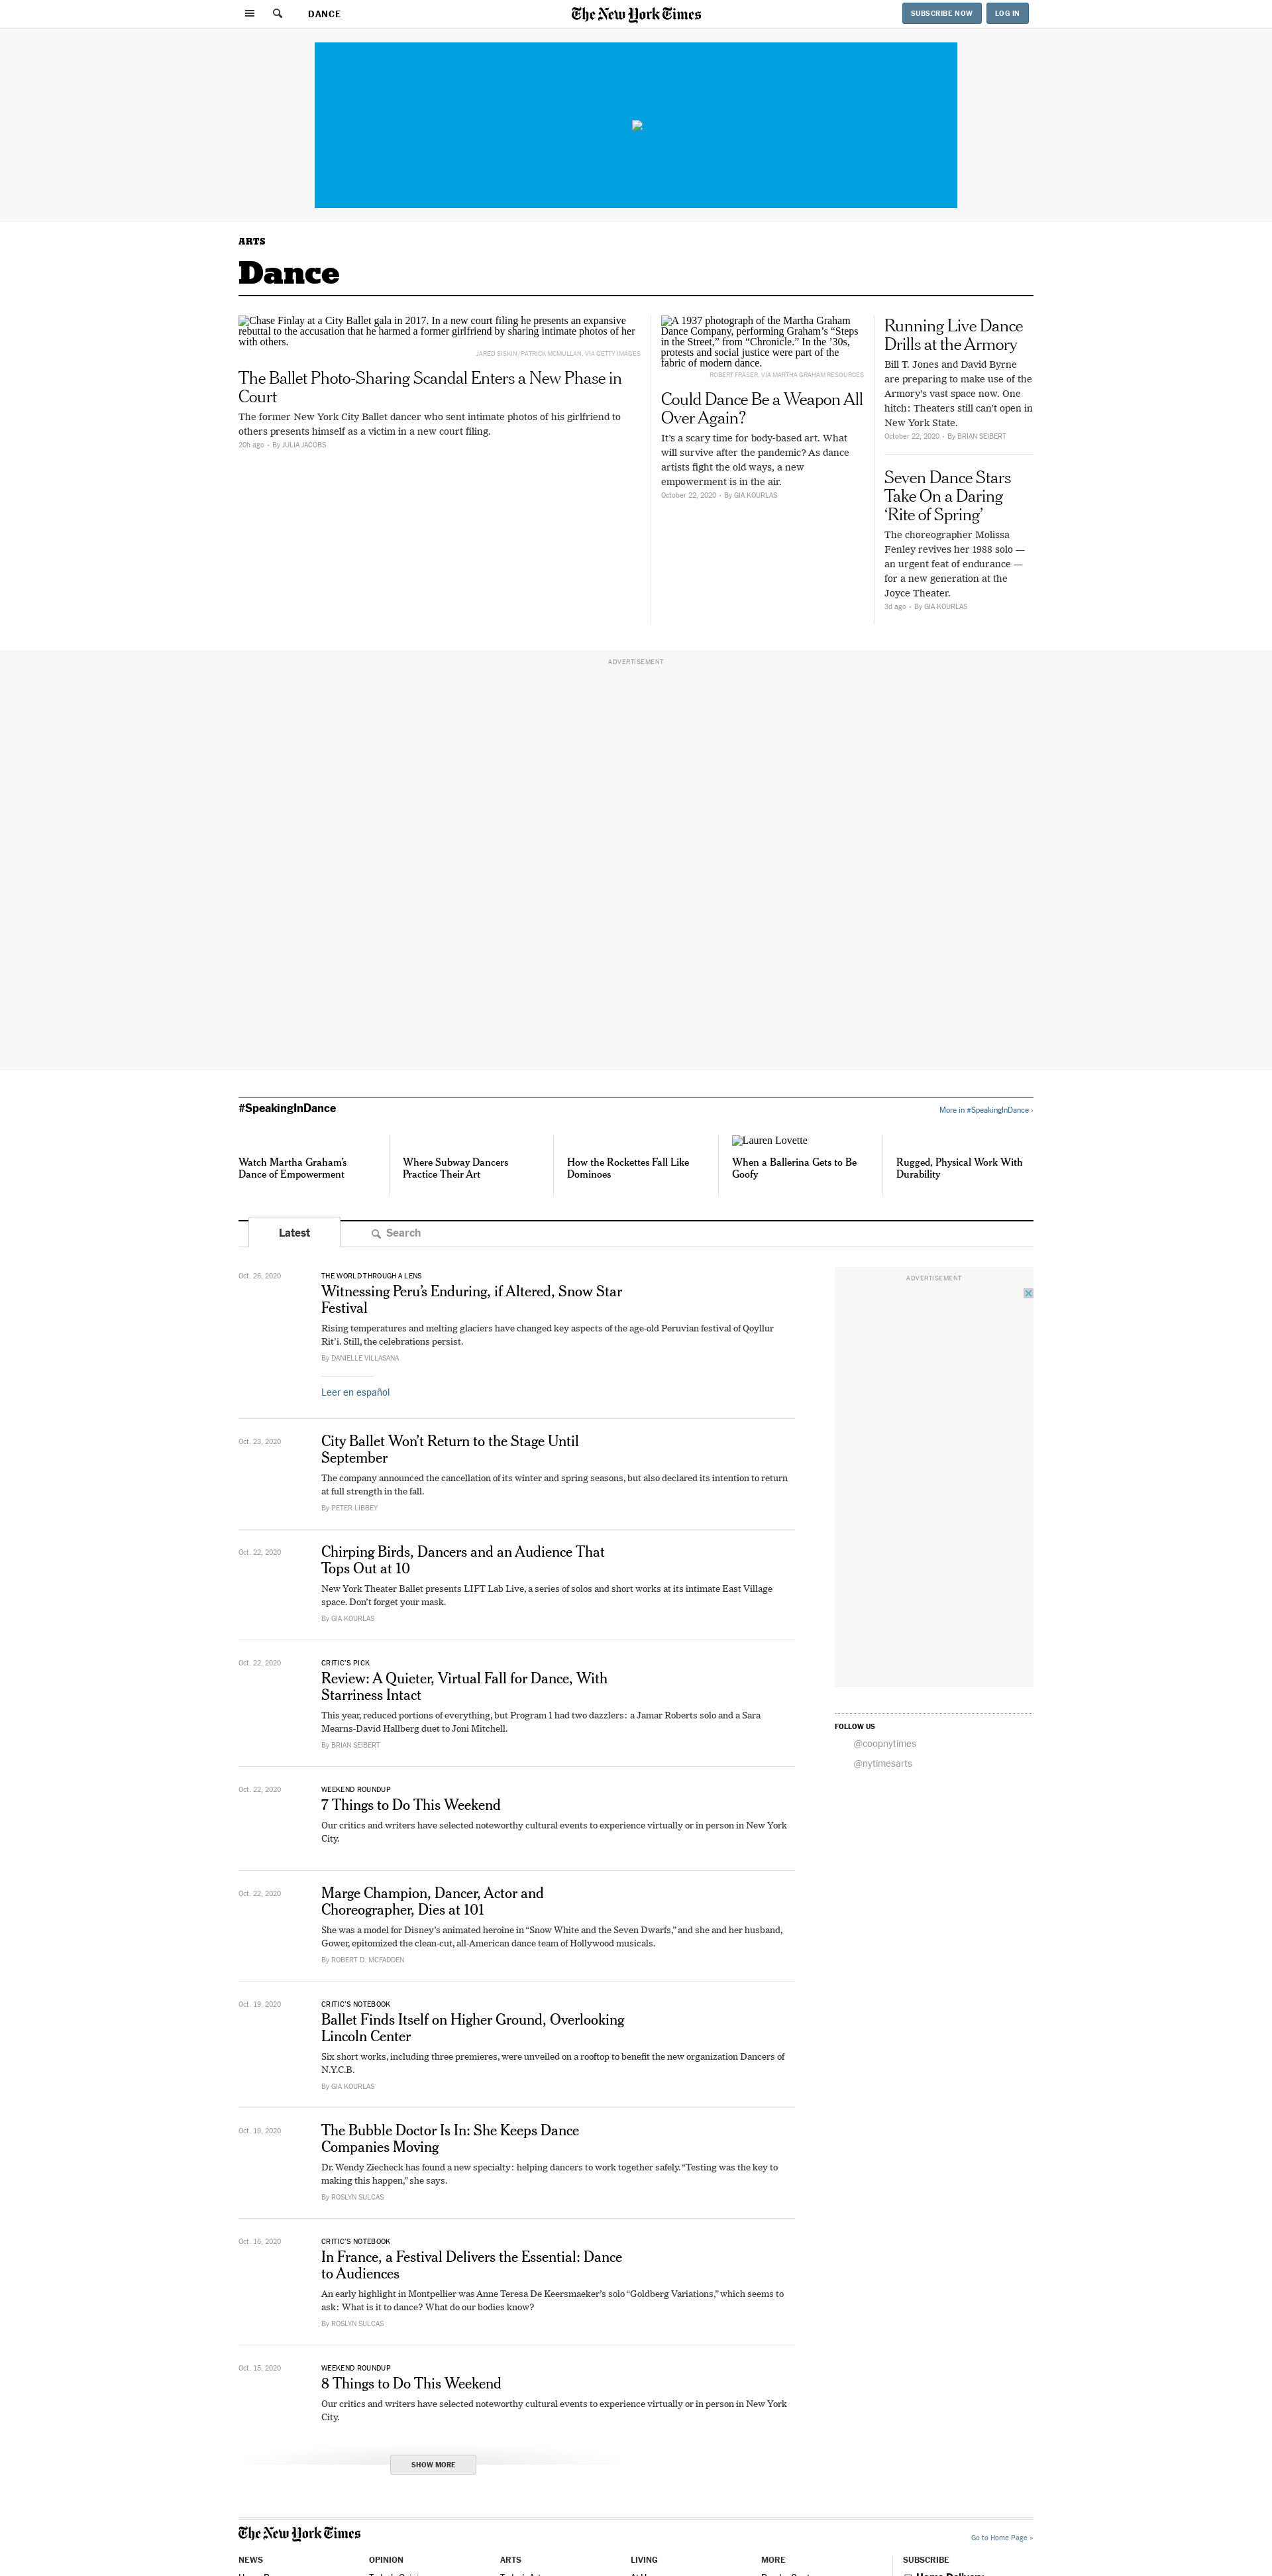 DANCE
The New York Times
SUBSCRIBE NOW
LOG IN
ARTS
Dance
Chase Finlay at a City Ballet gala in 2017. In a new court filing he presents an expansive
rebuttal to the accusation that he harmed a former girlfriend by sharing intimate photos of her
with others.
JARED SISKIN/PATRICK MCMULLAN, VIA GETTY IMAGES
The Ballet Photo-Sharing Scandal Enters a New Phase in
Court
The former New York City Ballet dancer who sent intimate photos of his girlfriend to
others presents himself as a victim in a new court filing.
20h ago • By JULIA JACOBS
A 1937 photograph of the Martha Graham
Dance Company, performing Graham’s “Steps
in the Street,” from “Chronicle.” In the ’30s,
protests and social justice were part of the
fabric of modern dance.
ROBERT FRASER, VIA MARTHA GRAHAM RESOURCES
Could Dance Be a Weapon All
Over Again?
It’s a scary time for body-based art. What
will survive after the pandemic? As dance
artists fight the old ways, a new
empowerment is in the air.
October 22, 2020 • By GIA KOURLAS
Running Live Dance
Drills at the Armory
Bill T. Jones and David Byrne
are preparing to make use of the
Armory’s vast space now. One
hitch: Theaters still can’t open in
New York State.
October 22, 2020 • By BRIAN SEIBERT
Seven Dance Stars
Take On a Daring
‘Rite of Spring’
The choreographer Molissa
Fenley revives her 1988 solo —
an urgent feat of endurance —
for a new generation at the
Joyce Theater.
3d ago • By GIA KOURLAS
ADVERTISEMENT
#SpeakingInDance
More in #SpeakingInDance ›
Watch Martha Graham’s
Dance of Empowerment
Where Subway Dancers
Practice Their Art
How the Rockettes Fall Like
Dominoes
Lauren Lovette
When a Ballerina Gets to Be
Goofy
Rugged, Physical Work With
Durability
Latest
Search
Oct. 26, 2020
THE WORLD THROUGH A LENS
Witnessing Peru’s Enduring, if Altered, Snow Star
Festival
Rising temperatures and melting glaciers have changed key aspects of the age-old Peruvian festival of Qoyllur
Rit’i. Still, the celebrations persist.
By DANIELLE VILLASANA
Leer en español
ADVERTISEMENT
Oct. 23, 2020
City Ballet Won’t Return to the Stage Until
September
The company announced the cancellation of its winter and spring seasons, but also declared its intention to return
at full strength in the fall.
By PETER LIBBEY
Oct. 22, 2020
Chirping Birds, Dancers and an Audience That
Tops Out at 10
New York Theater Ballet presents LIFT Lab Live, a series of solos and short works at its intimate East Village
space. Don’t forget your mask.
By GIA KOURLAS
Oct. 22, 2020
CRITIC’S PICK
Review: A Quieter, Virtual Fall for Dance, With
Starriness Intact
This year, reduced portions of everything, but Program 1 had two dazzlers: a Jamar Roberts solo and a Sara
Mearns-David Hallberg duet to Joni Mitchell.
By BRIAN SEIBERT
FOLLOW US
@coopnytimes
@nytimesarts
Oct. 22, 2020
WEEKEND ROUNDUP
7 Things to Do This Weekend
Our critics and writers have selected noteworthy cultural events to experience virtually or in person in New York
City.
Oct. 22, 2020
Marge Champion, Dancer, Actor and
Choreographer, Dies at 101
She was a model for Disney’s animated heroine in “Snow White and the Seven Dwarfs,” and she and her husband,
Gower, epitomized the clean-cut, all-American dance team of Hollywood musicals.
By ROBERT D. MCFADDEN
Oct. 19, 2020
CRITIC’S NOTEBOOK
Ballet Finds Itself on Higher Ground, Overlooking
Lincoln Center
Six short works, including three premieres, were unveiled on a rooftop to benefit the new organization Dancers of
N.Y.C.B.
By GIA KOURLAS
Oct. 19, 2020
The Bubble Doctor Is In: She Keeps Dance
Companies Moving
Dr. Wendy Ziecheck has found a new specialty: helping dancers to work together safely. “Testing was the key to
making this happen,” she says.
By ROSLYN SULCAS
Oct. 16, 2020
CRITIC’S NOTEBOOK
In France, a Festival Delivers the Essential: Dance
to Audiences
An early highlight in Montpellier was Anne Teresa De Keersmaeker’s solo “Goldberg Variations,” which seems to
ask: What is it to dance? What do our bodies know?
By ROSLYN SULCAS
Oct. 15, 2020
WEEKEND ROUNDUP
8 Things to Do This Weekend
Our critics and writers have selected noteworthy cultural events to experience virtually or in person in New York
City.
SHOW MORE
The New York Times
Go to Home Page »
NEWS
OPINION
ARTS
LIVING
MORE
SUBSCRIBE